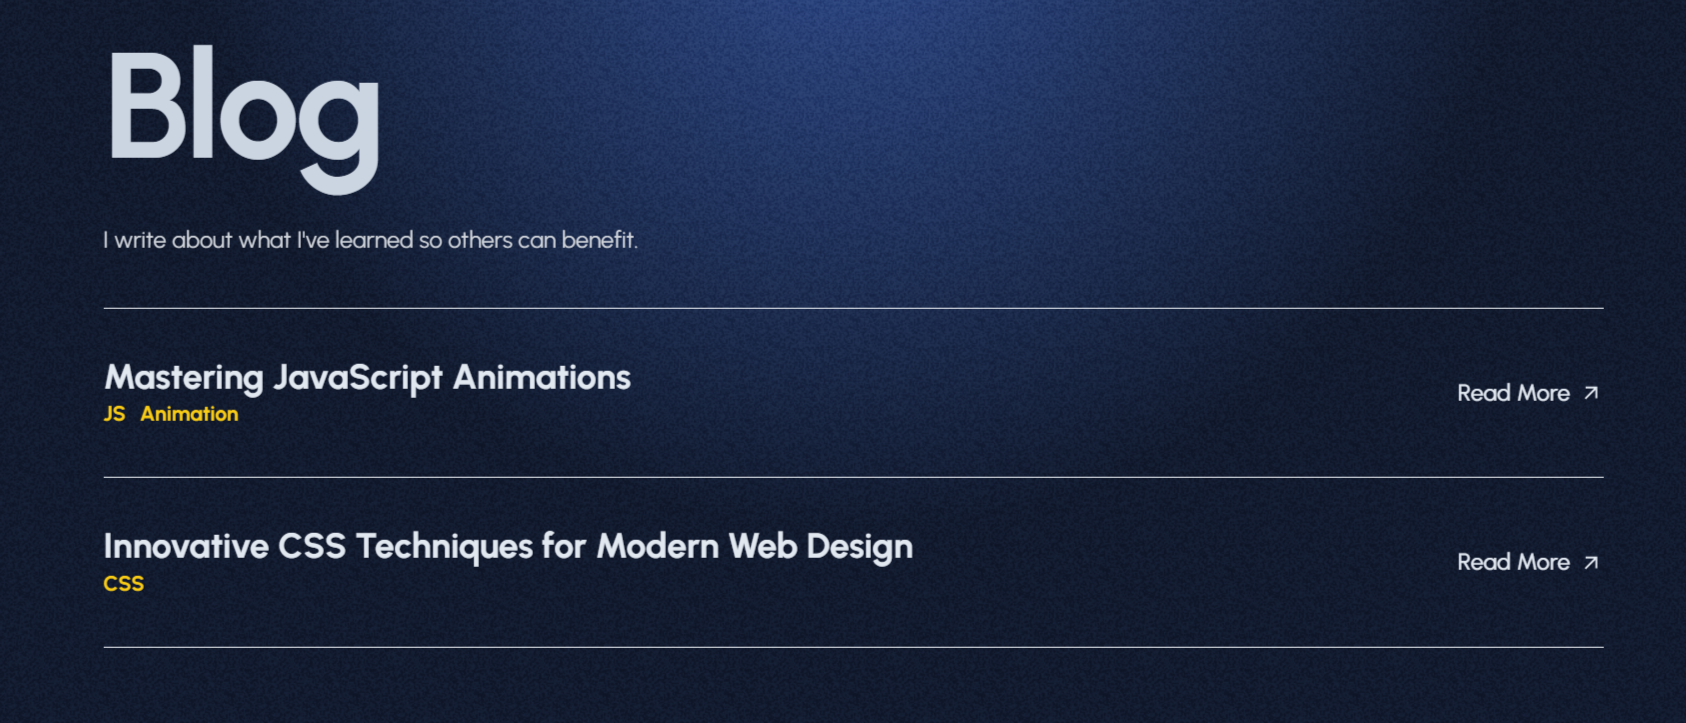 Blog
I write about what I've learned so others can benefit.
Mastering JavaScript Animations
JS Animation
Read More
Innovative CSS Techniques for Modern Web Design
CSS
Read More